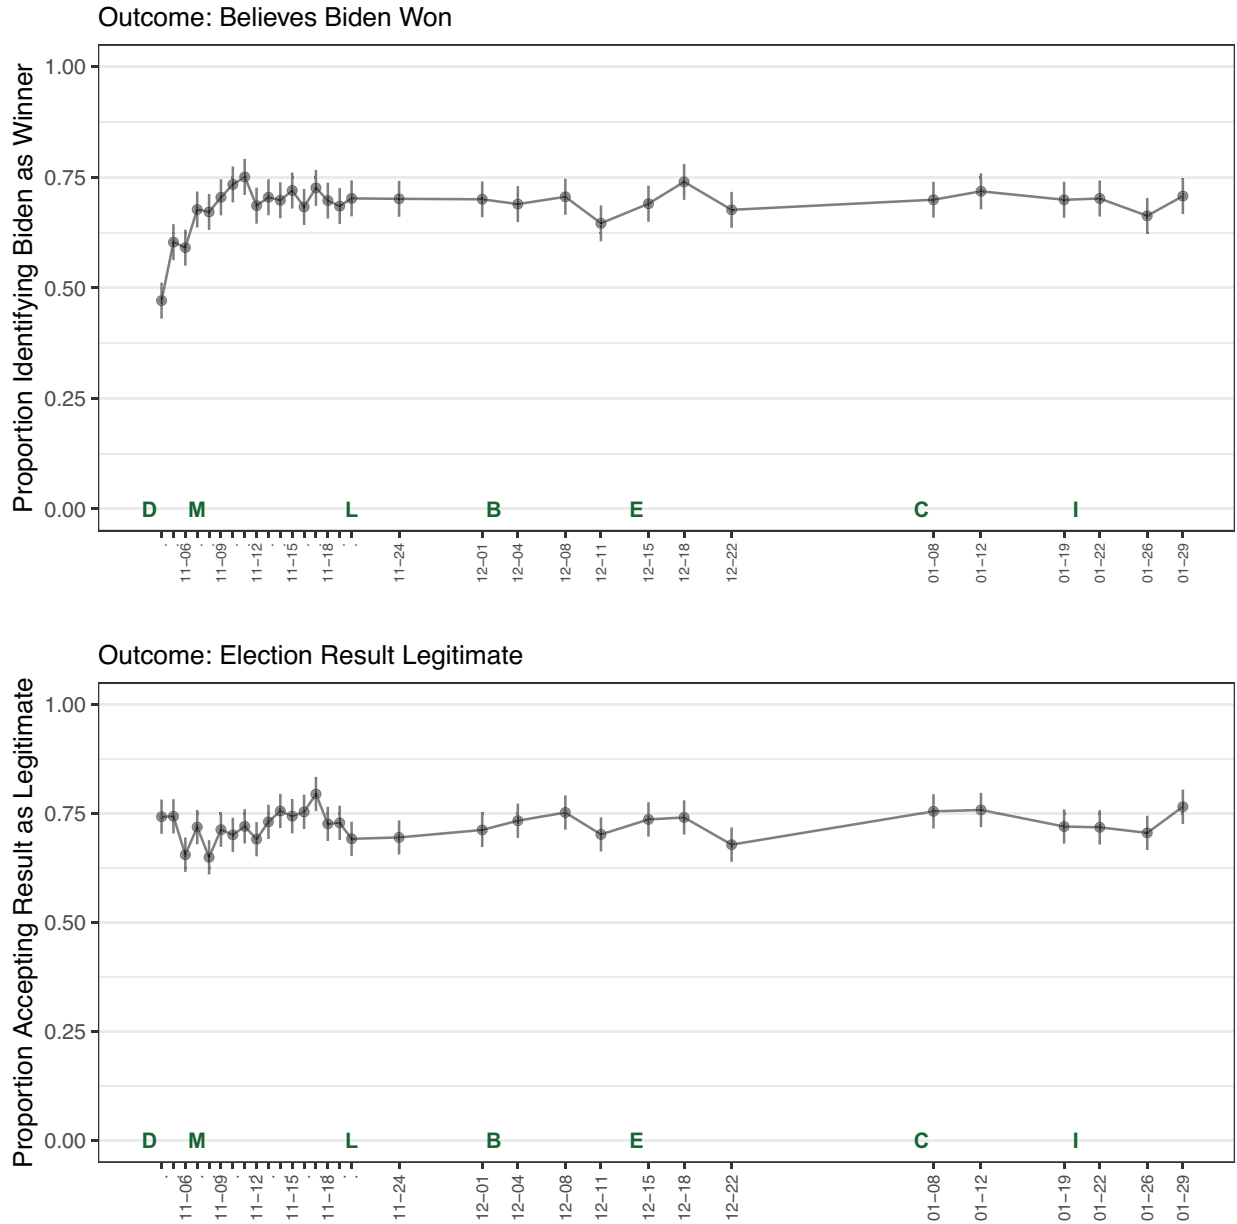 Outcome: Believes Biden Won
Proportion Identifying Biden as Winner
1.00
0.75
0.50
0.25
0.00
D M L B E C I
11−06 11−09 11−12 11−15 11−18 11−24 12−01 12−04 12−08 12−11 12−15 12−18 12−22 01−08 01−12 01−19 01−22 01−26 01−29
Outcome: Election Result Legitimate
Proportion Accepting Result as Legitimate
1.00
0.75
0.50
0.25
0.00
D M L B E C I
11−06 11−09 11−12 11−15 11−18 11−24 12−01 12−04 12−08 12−11 12−15 12−18 12−22 01−08 01−12 01−19 01−22 01−26 01−29